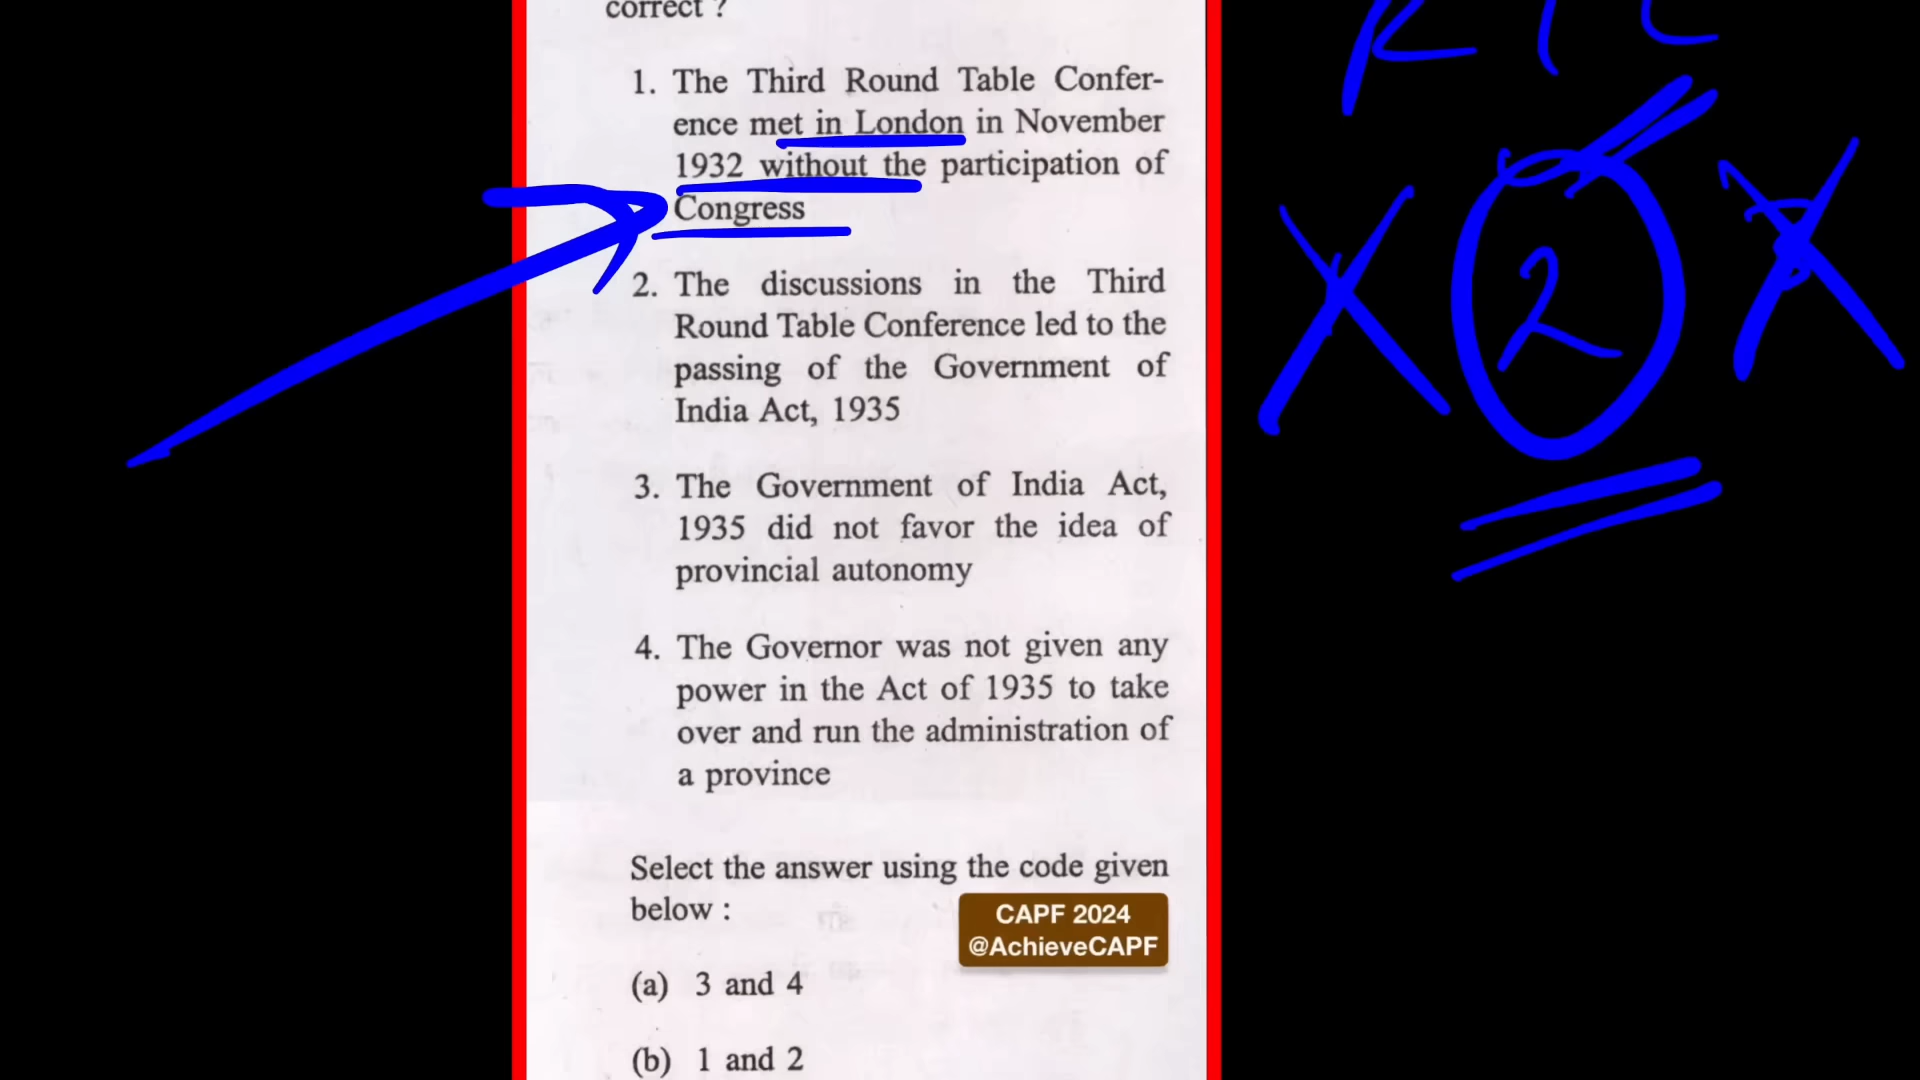 correct ?
RTC
1. The Third Round Table Confer-
ence met in London in November
1932 without the participation of
Congress
2
2. The discussions in the Third
Round Table Conference led to the
passing of the Government of
India Act, 1935
3. The Government of India Act,
1935 did not favor the idea of
provincial autonomy
4. The Governor was not given any
power in the Act of 1935 to take
over and run the administration of
a province
Select the answer using the code given
below :
CAPF 2024
@AchieveCAPF
(a) 3 and 4
(b) 1 and 2